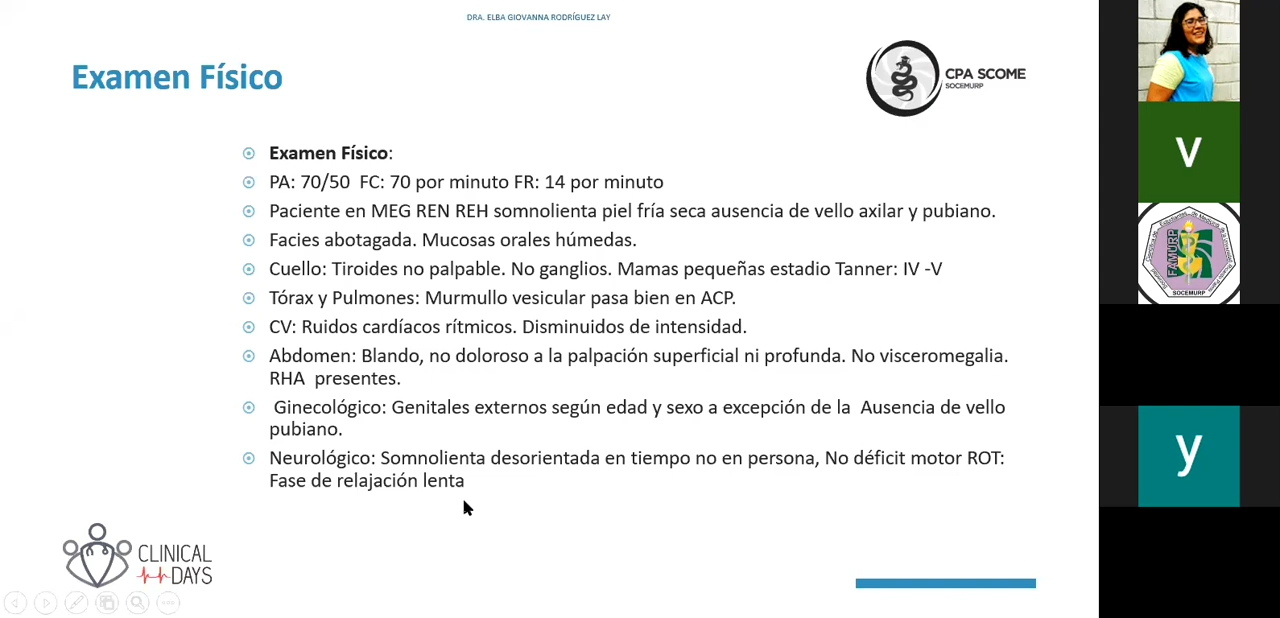 DRA. ELBA GIOVANNA RODRÍGUEZ LAY
Examen Físico
CPA SCOME
SOCEMURP
Examen Físico:
PA: 70/50 FC: 70 por minuto FR: 14 por minuto
Paciente en MEG REN REH somnolienta piel fría seca ausencia de vello axilar y pubiano.
Facies abotagada. Mucosas orales húmedas.
Cuello: Tiroides no palpable. No ganglios. Mamas pequeñas estadio Tanner: IV -V
Tórax y Pulmones: Murmullo vesicular pasa bien en ACP.
CV: Ruidos cardíacos rítmicos. Disminuidos de intensidad.
Abdomen: Blando, no doloroso a la palpación superficial ni profunda. No visceromegalia.
RHA presentes.
Ginecológico: Genitales externos según edad y sexo a excepción de la Ausencia de vello
pubiano.
Neurológico: Somnolienta desorientada en tiempo no en persona, No déficit motor ROT:
Fase de relajación lenta
CLINICAL
DAYS
v
FAMURP
SOCEMURP
y